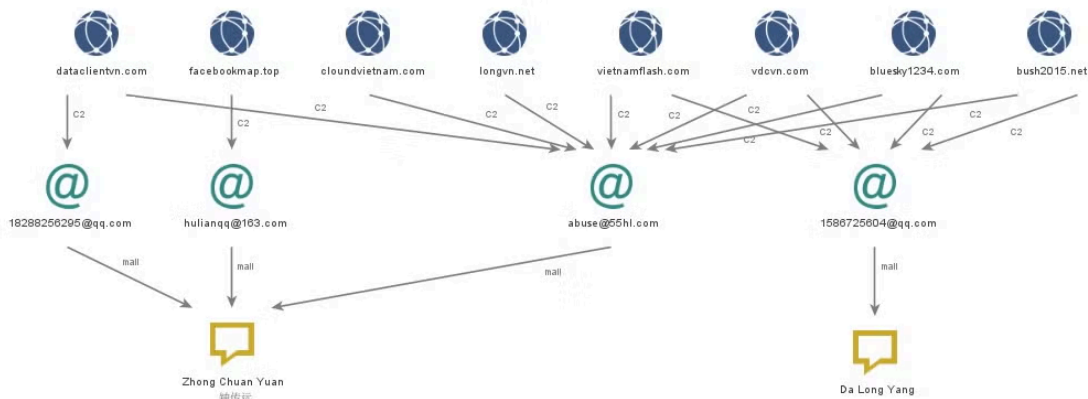 dataclientvn.com
facebookmap.top
cloundvietnam.com
longvn.net
vietnamflash.com
vdcvn.com
bluesky1234.com
bush2015.net
C2
C2
C2
C2
C2
C2
C2
C2
C2
C2
C2
C2
18288256295@qq.com
hulianqq@163.com
abuse@55hl.com
1586725604@qq.com
mail
mail
mail
mail
Zhong Chuan Yuan
Da Long Yang